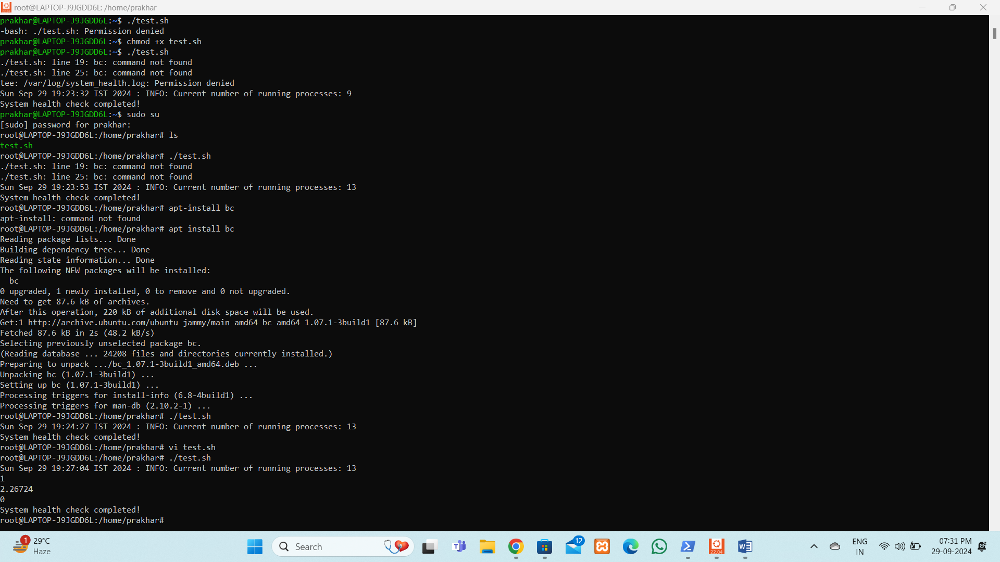 root@LAPTOP-J9JGDD6L: /home/prakhar
prakhar@LAPTOP-J9JGDD6L:~$ ./test.sh
-bash: ./test.sh: Permission denied
prakhar@LAPTOP-J9JGDD6L:~$ chmod +x test.sh
prakhar@LAPTOP-J9JGDD6L:~$ ./test.sh
./test.sh: line 19: bc: command not found
./test.sh: line 25: bc: command not found
tee: /var/log/system_health.log: Permission denied
Sun Sep 29 19:23:32 IST 2024 : INFO: Current number of running processes: 9
System health check completed!
prakhar@LAPTOP-J9JGDD6L:~$ sudo su
[sudo] password for prakhar:
root@LAPTOP-J9JGDD6L:/home/prakhar# ls
test.sh
root@LAPTOP-J9JGDD6L:/home/prakhar# ./test.sh
./test.sh: line 19: bc: command not found
./test.sh: line 25: bc: command not found
Sun Sep 29 19:23:53 IST 2024 : INFO: Current number of running processes: 13
System health check completed!
root@LAPTOP-J9JGDD6L:/home/prakhar# apt-install bc
apt-install: command not found
root@LAPTOP-J9JGDD6L:/home/prakhar# apt install bc
Reading package lists... Done
Building dependency tree... Done
Reading state information... Done
The following NEW packages will be installed:
  bc
0 upgraded, 1 newly installed, 0 to remove and 0 not upgraded.
Need to get 87.6 kB of archives.
After this operation, 220 kB of additional disk space will be used.
Get:1 http://archive.ubuntu.com/ubuntu jammy/main amd64 bc amd64 1.07.1-3build1 [87.6 kB]
Fetched 87.6 kB in 2s (48.2 kB/s)
Selecting previously unselected package bc.
(Reading database ... 24208 files and directories currently installed.)
Preparing to unpack .../bc_1.07.1-3build1_amd64.deb ...
Unpacking bc (1.07.1-3build1) ...
Setting up bc (1.07.1-3build1) ...
Processing triggers for install-info (6.8-4build1) ...
Processing triggers for man-db (2.10.2-1) ...
root@LAPTOP-J9JGDD6L:/home/prakhar# ./test.sh
Sun Sep 29 19:24:27 IST 2024 : INFO: Current number of running processes: 13
System health check completed!
root@LAPTOP-J9JGDD6L:/home/prakhar# vi test.sh
root@LAPTOP-J9JGDD6L:/home/prakhar# ./test.sh
Sun Sep 29 19:27:04 IST 2024 : INFO: Current number of running processes: 13
1
2.26724
0
System health check completed!
root@LAPTOP-J9JGDD6L:/home/prakhar#
1
29°C
Haze
Search
12
22.04
ENG
IN
07:31 PM
29-09-2024